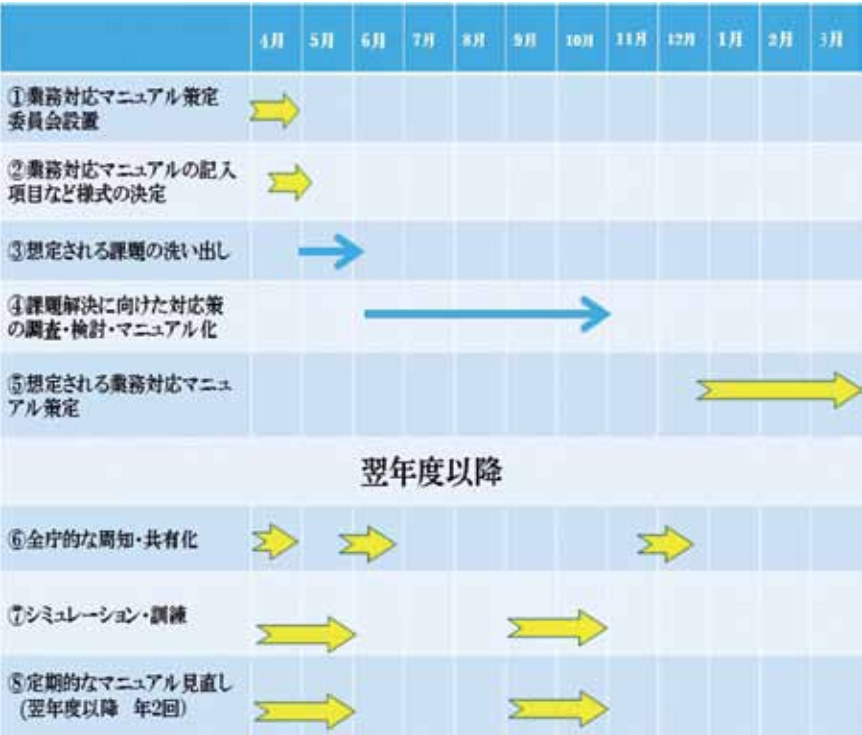 4月 5月 6月 7月 8月 9月 10月 11月 12月 1月 2月 3月
①業務対応マニュアル策定
委員会設置
②業務対応マニュアルの記入
項目など様式の決定
③想定される課題の洗い出し
④課題解決に向けた対応策
の調査・検討・マニュアル化
⑤想定される業務対応マニュ
アル策定
翌年度以降
⑥全庁的な周知・共有化
⑦シミュレーション・訓練
⑧定期的なマニュアル見直し
(翌年度以降 年2回)